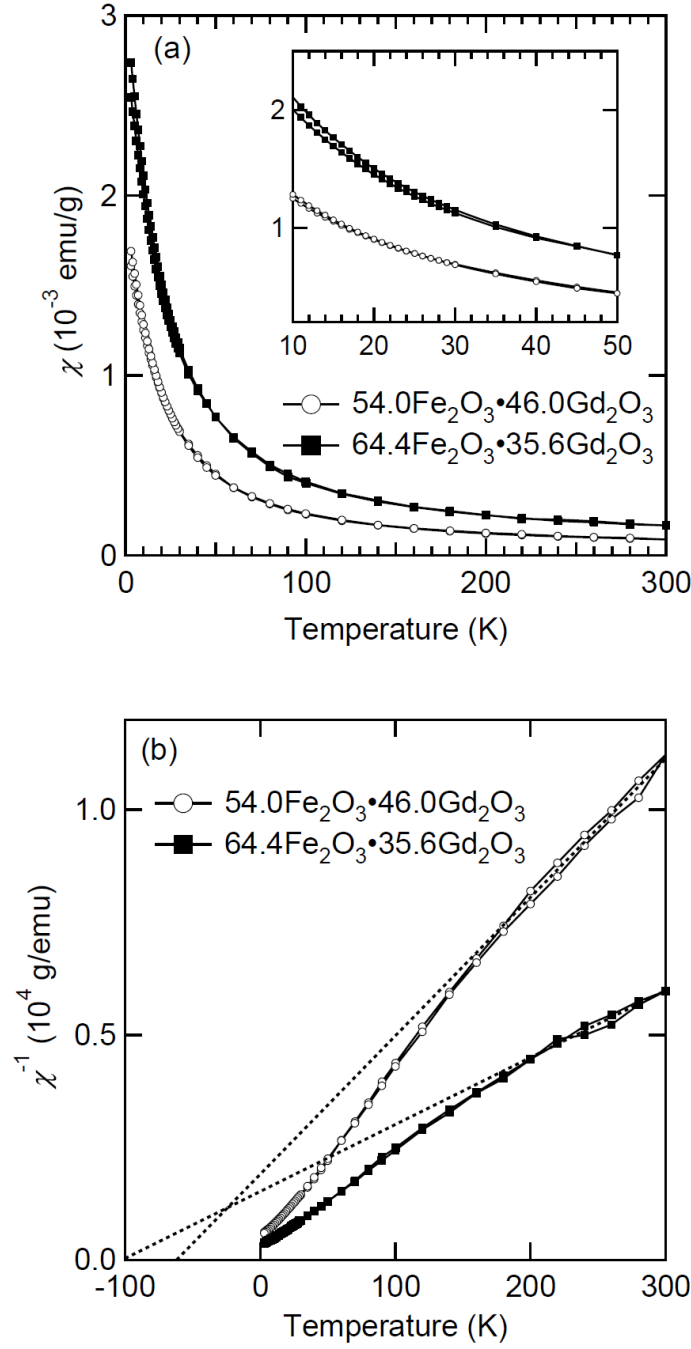 (a)
3
2
1
0
χ (10⁻³ emu/g)
2
1
10 20 30 40 50
54.0Fe₂O₃•46.0Gd₂O₃
64.4Fe₂O₃•35.6Gd₂O₃
0 100 200 300
Temperature (K)
(b)
54.0Fe₂O₃•46.0Gd₂O₃
64.4Fe₂O₃•35.6Gd₂O₃
1.0
0.5
0.0
χ⁻¹ (10⁴ g/emu)
-100 0 100 200 300
Temperature (K)